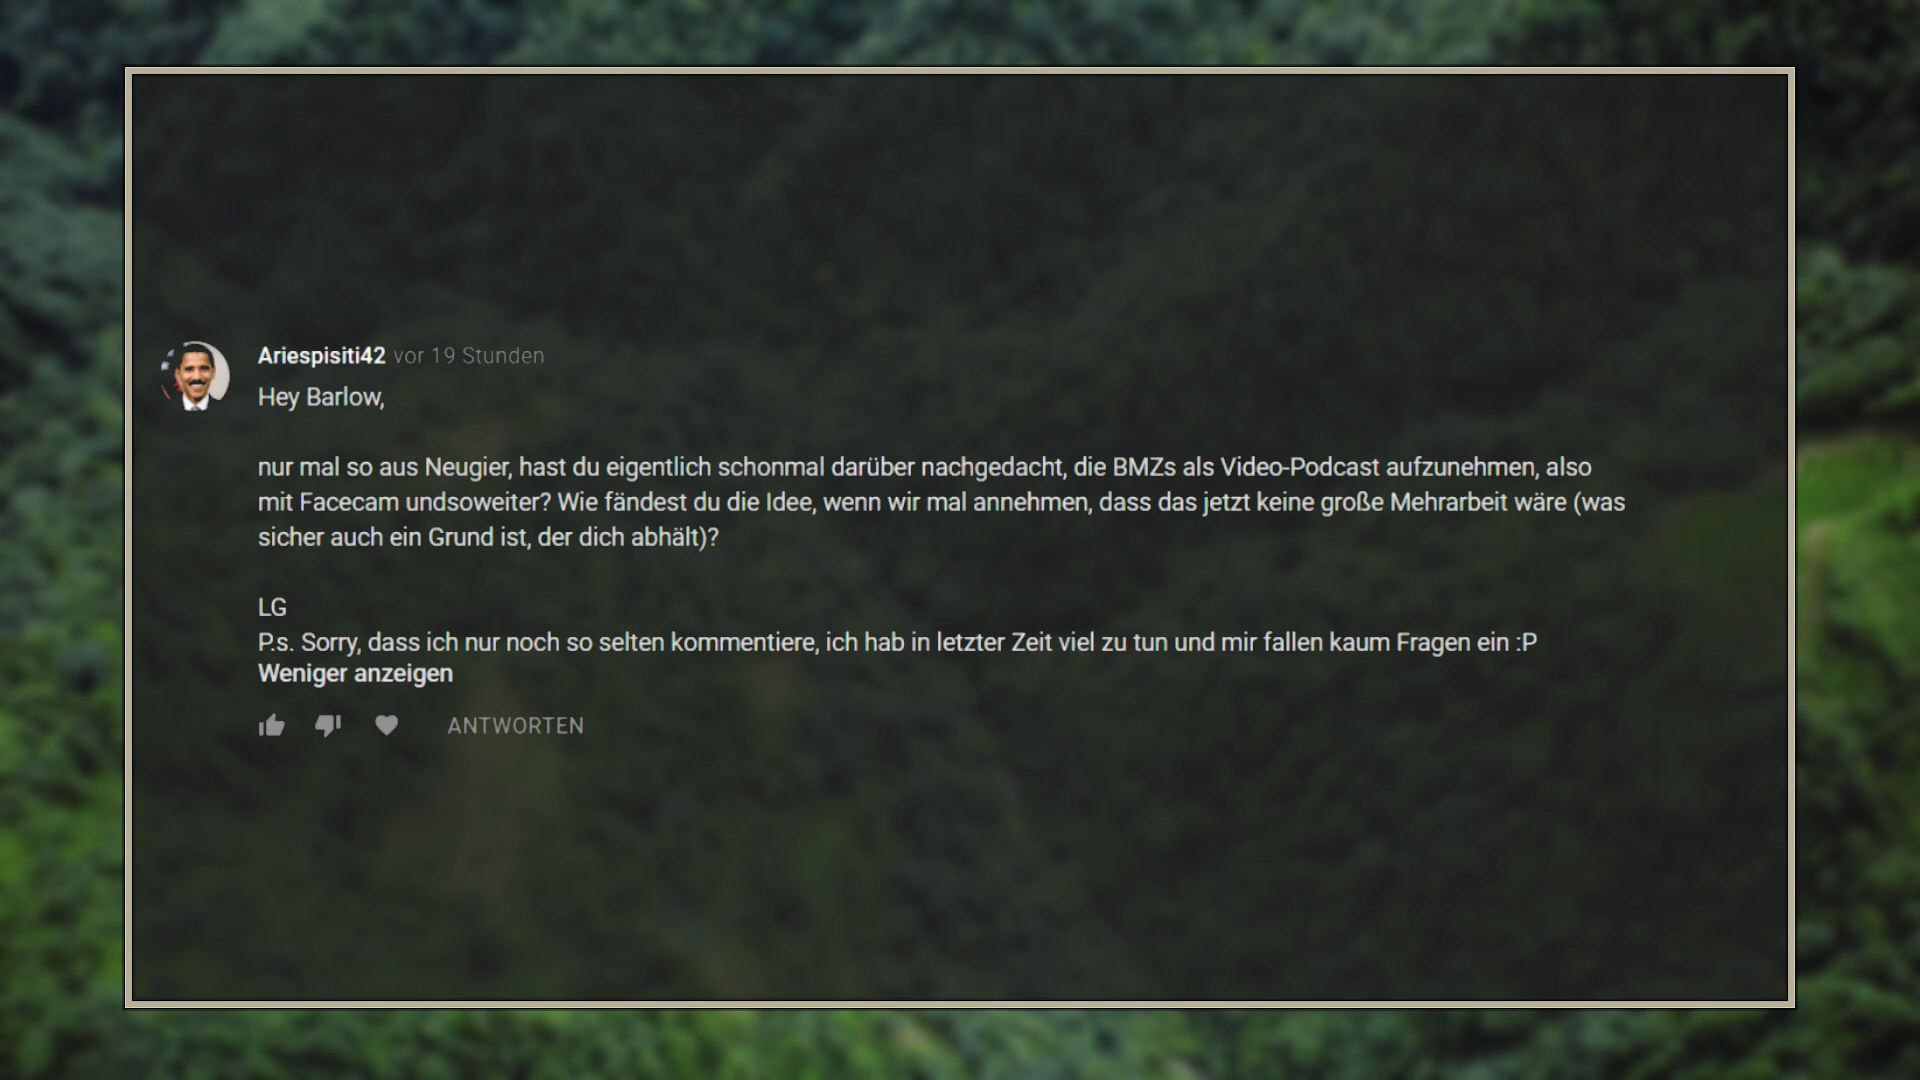 Ariespisiti42 vor 19 Stunden
Hey Barlow,
nur mal so aus Neugier, hast du eigentlich schonmal darüber nachgedacht, die BMZs als Video-Podcast aufzunehmen, also
mit Facecam undsoweiter? Wie fändest du die Idee, wenn wir mal annehmen, dass das jetzt keine große Mehrarbeit wäre (was
sicher auch ein Grund ist, der dich abhält)?
LG
P.s. Sorry, dass ich nur noch so selten kommentiere, ich hab in letzter Zeit viel zu tun und mir fallen kaum Fragen ein :P
Weniger anzeigen
ANTWORTEN